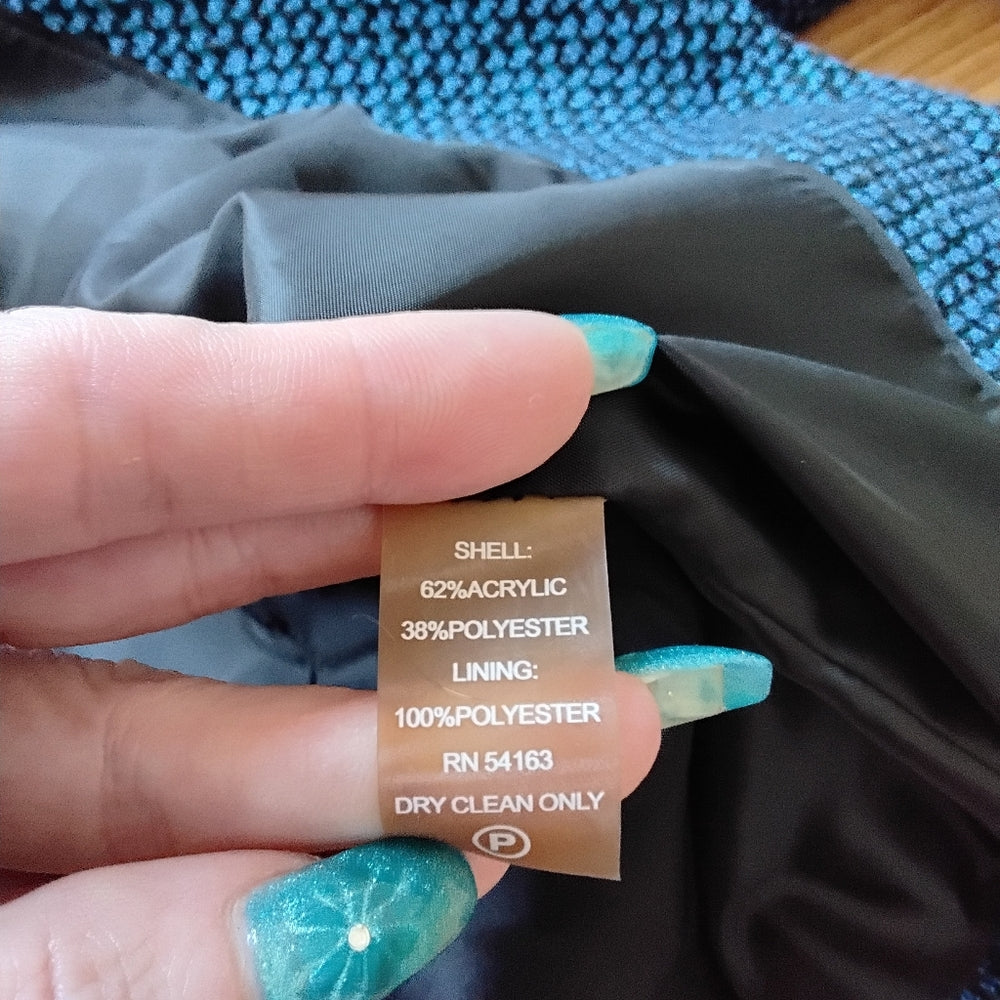 SHELL:
62%ACRYLIC
38%POLYESTER
LINING:
100%POLYESTER
RN 54163
DRY CLEAN ONLY
P